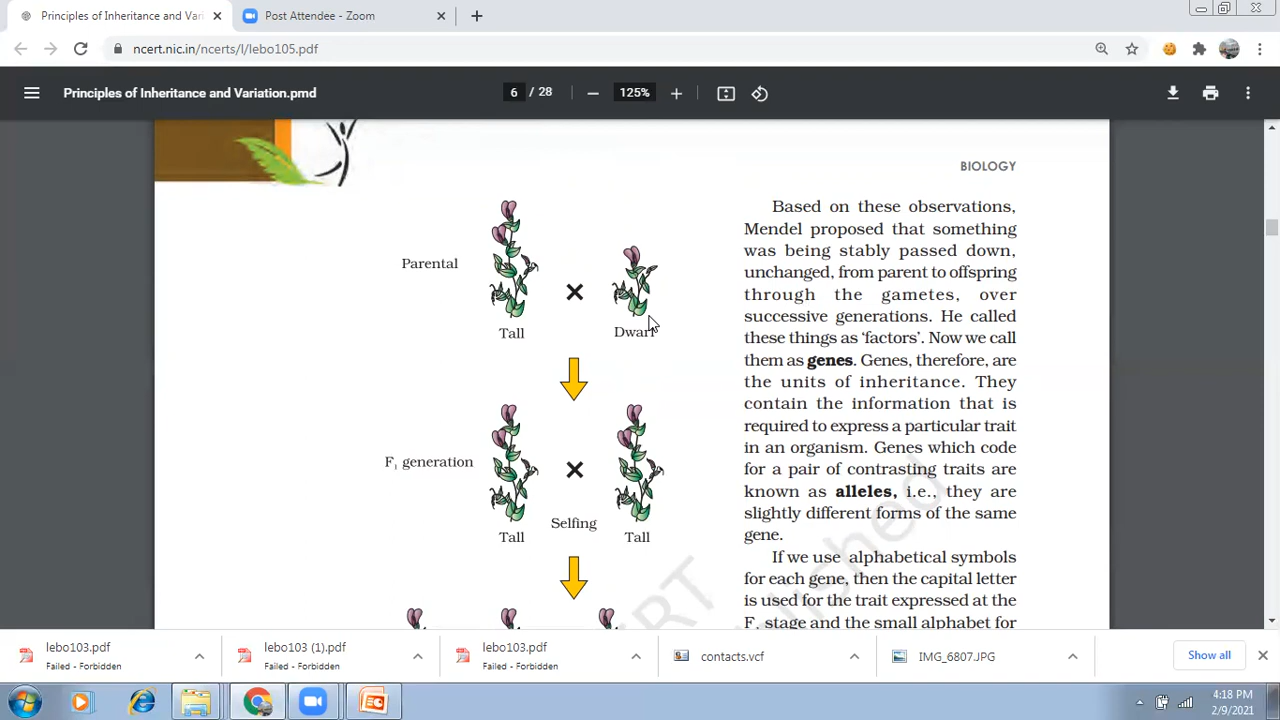 Principles of Inheritance and Vari
Post Attendee - Zoom
ncert.nic.in/ncerts/l/lebo105.pdf
Principles of Inheritance and Variation.pmd
6 / 28
125%
BIOLOGY
Parental
Tall
Dwarf
F1 generation
Tall
Selfing
Tall
Based on these observations,
Mendel proposed that something
was being stably passed down,
unchanged, from parent to offspring
through the gametes, over
successive generations. He called
these things as ‘factors’. Now we call
them as genes. Genes, therefore, are
the units of inheritance. They
contain the information that is
required to express a particular trait
in an organism. Genes which code
for a pair of contrasting traits are
known as alleles, i.e., they are
slightly different forms of the same
gene.
If we use alphabetical symbols
for each gene, then the capital letter
is used for the trait expressed at the
F1 stage and the small alphabet for
lebo103.pdf
Failed - Forbidden
lebo103 (1).pdf
Failed - Forbidden
lebo103.pdf
Failed - Forbidden
contacts.vcf
IMG_6807.JPG
Show all
4:18 PM
2/9/2021